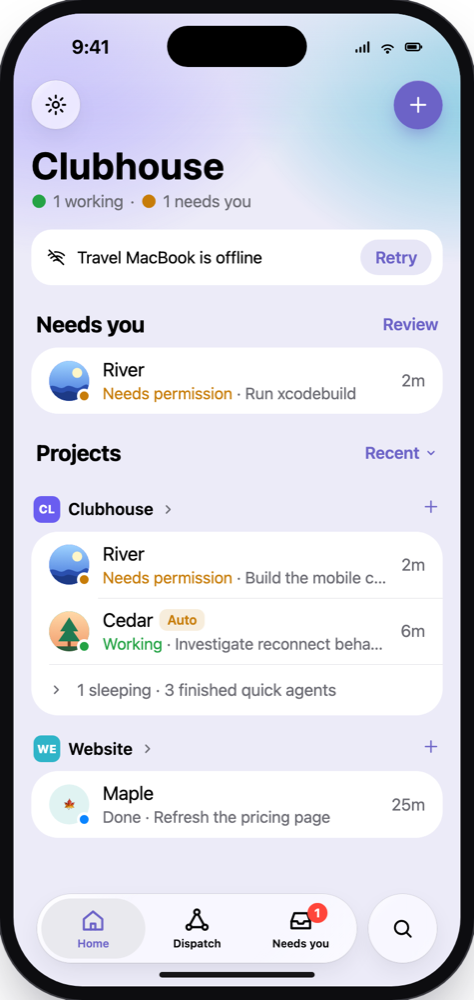 9:41
Clubhouse
1 working · 1 needs you
Travel MacBook is offline
Retry
Needs you
Review
River
2m
Needs permission · Run xcodebuild
Projects
Recent
CL
Clubhouse
River
2m
Needs permission · Build the mobile c...
Cedar
Auto
6m
Working · Investigate reconnect beha...
1 sleeping · 3 finished quick agents
WE
Website
Maple
25m
Done · Refresh the pricing page
1
Home
Dispatch
Needs you